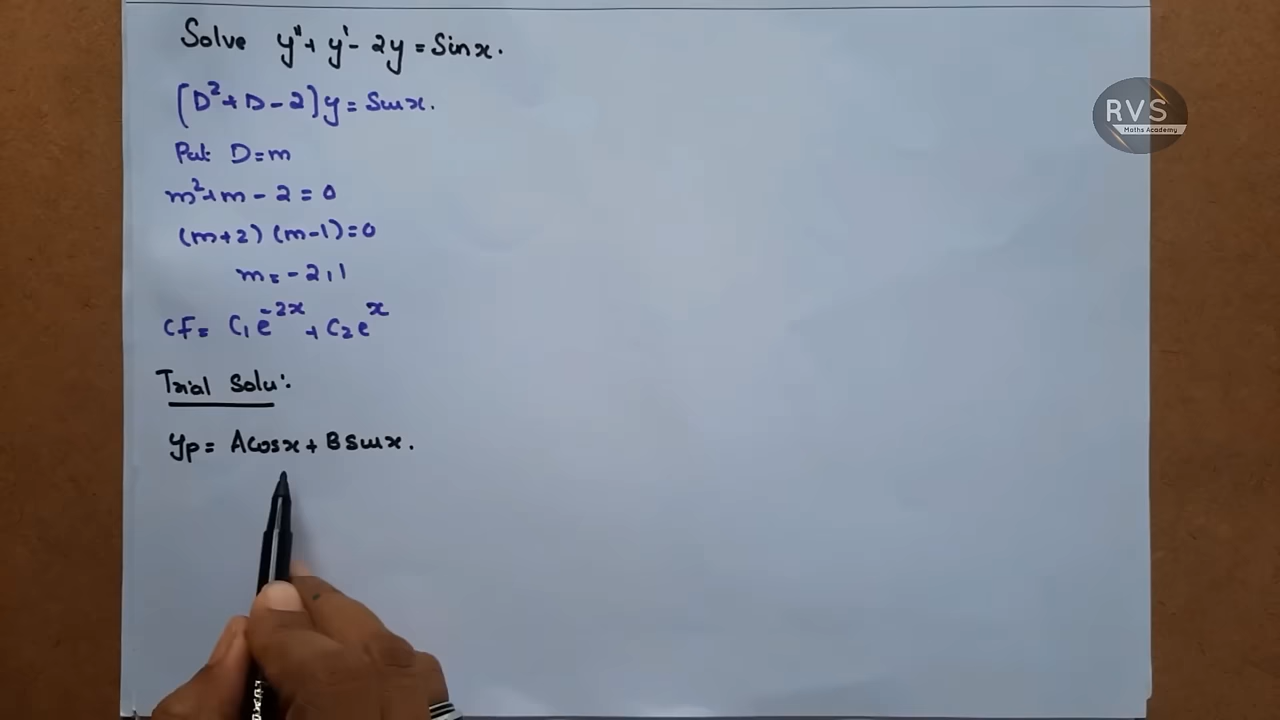 Solve y"+ y'- 2y = Sinx.
(D²+D-2)y = Sinx.
Put D=m
m²+m-2=0
(m+2) (m-1)=0
m= -2,1
CF= C₁e⁻²ˣ + C₂eˣ
Trial Solu:
yp= Acosx + BSinx.
RVS
Maths Academy